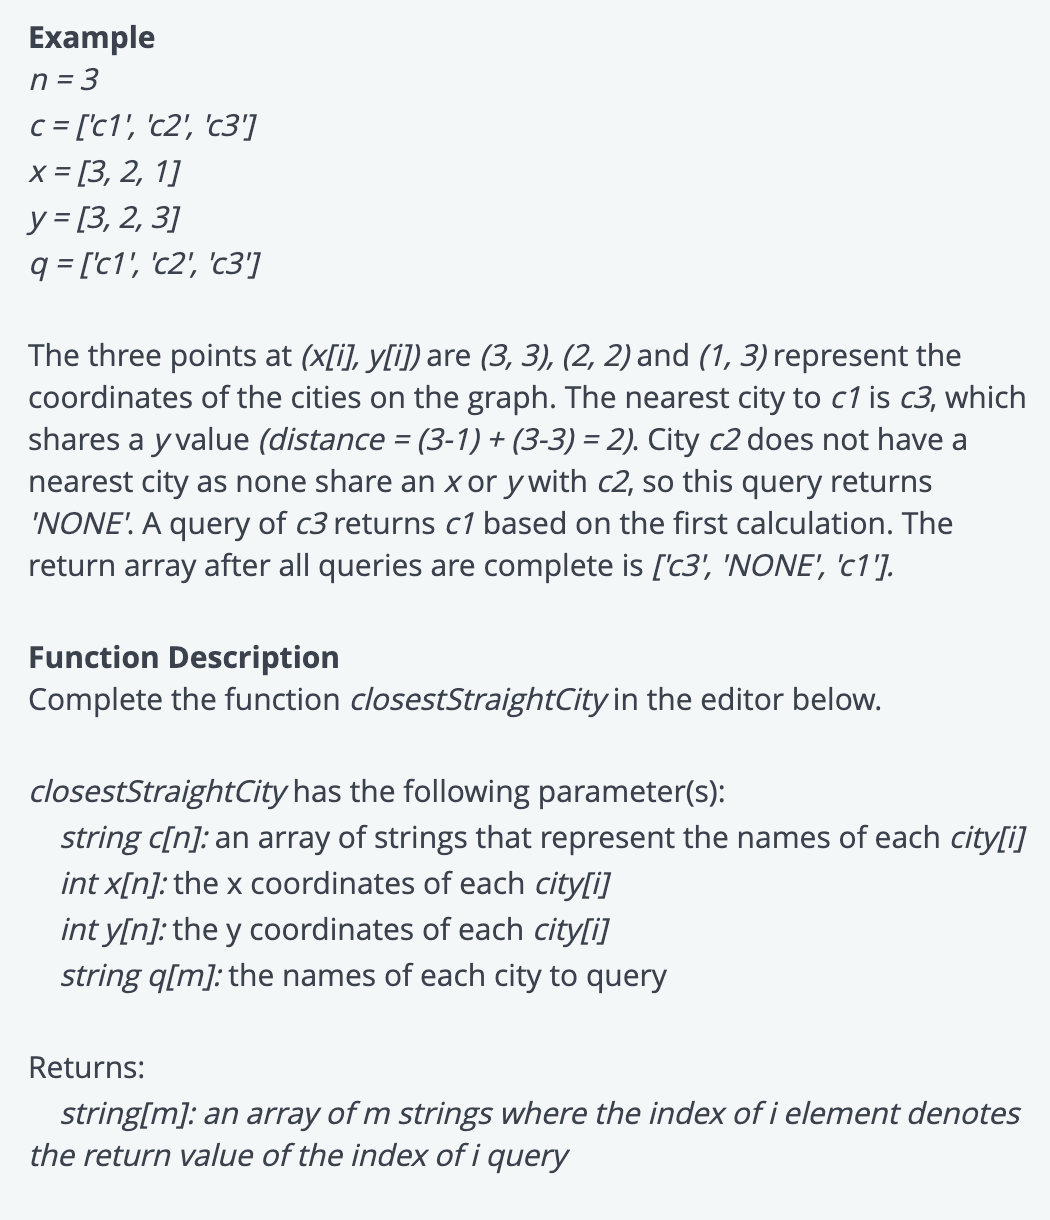 Example
n = 3
c = ['c1', 'c2', 'c3']
x = [3, 2, 1]
y = [3, 2, 3]
q = ['c1', 'c2', 'c3']
The three points at (x[i], y[i]) are (3, 3), (2, 2) and (1, 3) represent the
coordinates of the cities on the graph. The nearest city to c1 is c3, which
shares a y value (distance = (3-1) + (3-3) = 2). City c2 does not have a
nearest city as none share an x or y with c2, so this query returns
'NONE'. A query of c3 returns c1 based on the first calculation. The
return array after all queries are complete is ['c3', 'NONE', 'c1'].
Function Description
Complete the function closestStraightCity in the editor below.
closestStraightCity has the following parameter(s):
string c[n]: an array of strings that represent the names of each city[i]
int x[n]: the x coordinates of each city[i]
int y[n]: the y coordinates of each city[i]
string q[m]: the names of each city to query
Returns:
string[m]: an array of m strings where the index of i element denotes
the return value of the index of i query